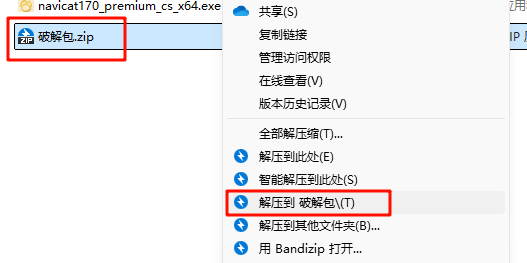 navicat170_premium_cs_x64.exe
共享(S)
应用
破解包.zip
ZIP
复制链接
IP 压
管理访问权限
在线查看(V)
版本历史记录(V)
全部解压缩(T)...
解压到此处(E)
智能解压到此处(S)
解压到 破解包\(T)
解压到其他文件夹(B)...
用 Bandizip 打开...